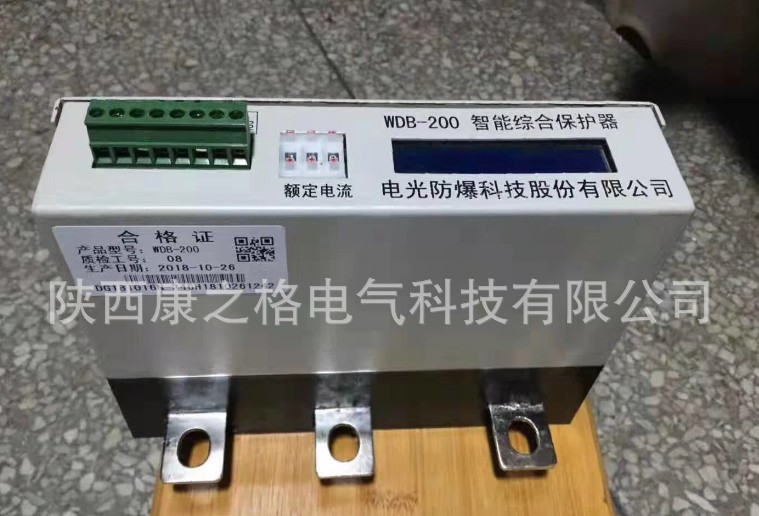 WDB-200 智能综合保护器
额定电流
电光防爆科技股份有限公司
合格证
产品型号: WDB-200
质检工号: 08
生产日期: 2018-10-26
陕西康之格电气科技有限公司